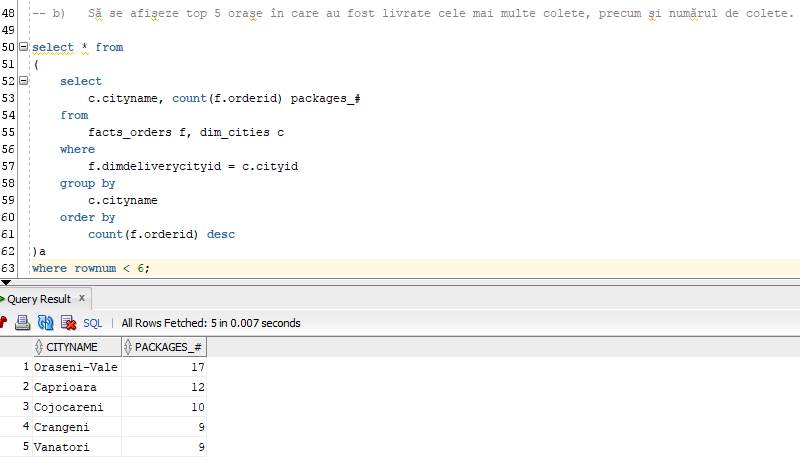 48 -- b)   Să se afișeze top 5 orașe în care au fost livrate cele mai multe colete, precum și numărul de colete.
49
50 select * from
51 (
52     select
53         c.cityname, count(f.orderid) packages_#
54     from
55         facts_orders f, dim_cities c
56     where
57         f.dimdeliverycityid = c.cityid
58     group by
59         c.cityname
60     order by
61         count(f.orderid) desc
62 )a
63 where rownum < 6;
Query Result x
SQL | All Rows Fetched: 5 in 0.007 seconds
CITYNAME PACKAGES_#
1 Oraseni-Vale 17
2 Caprioara 12
3 Cojocareni 10
4 Crangeni 9
5 Vanatori 9